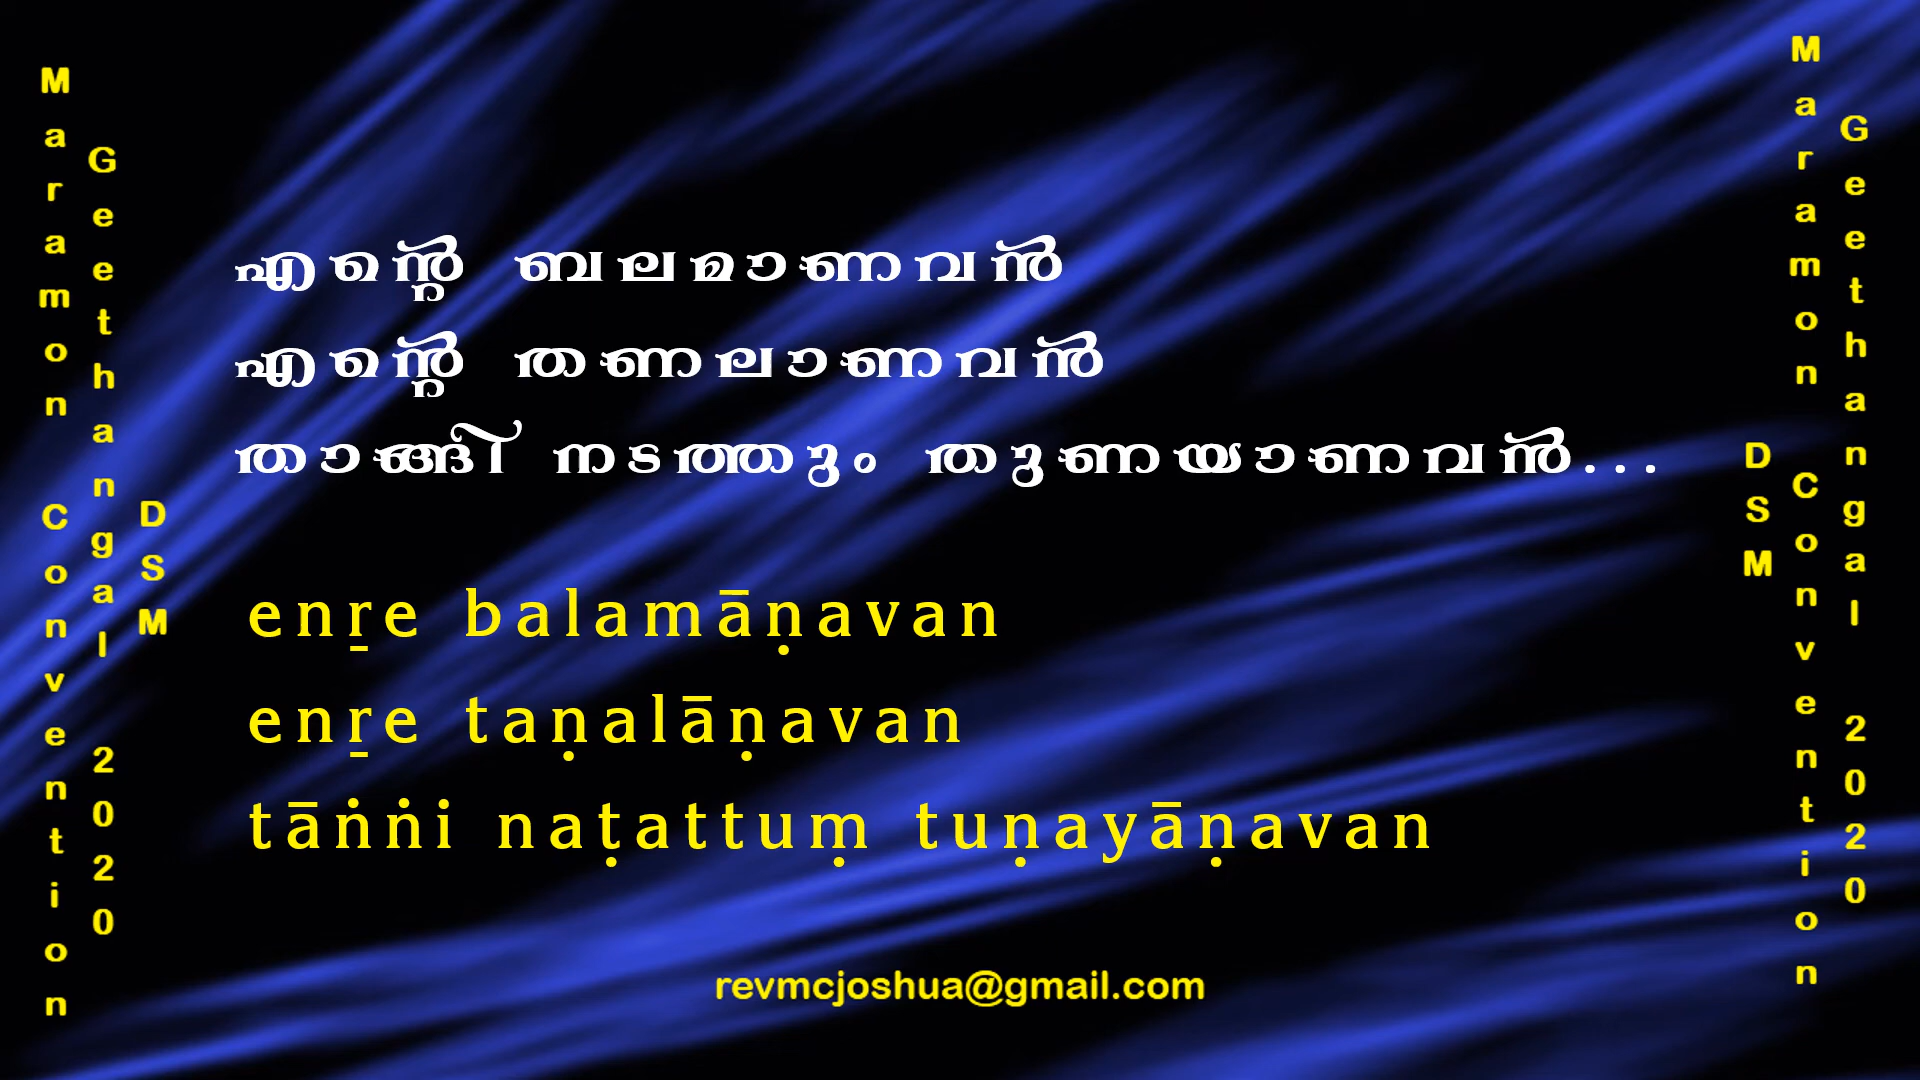 Maramon Convention
Geethangal 2020
DSM
എന്റെ ബലമാണവൻ
എന്റെ തണലാണവൻ
താങ്ങി നടത്തും തുണയാണവൻ...
enṟe balamāṇavan
enṟe taṇalāṇavan
tāṅṅi naṭattuṃ tuṇayāṇavan
revmcjoshua@gmail.com
DSM
Maramon Convention
Geethangal 2020